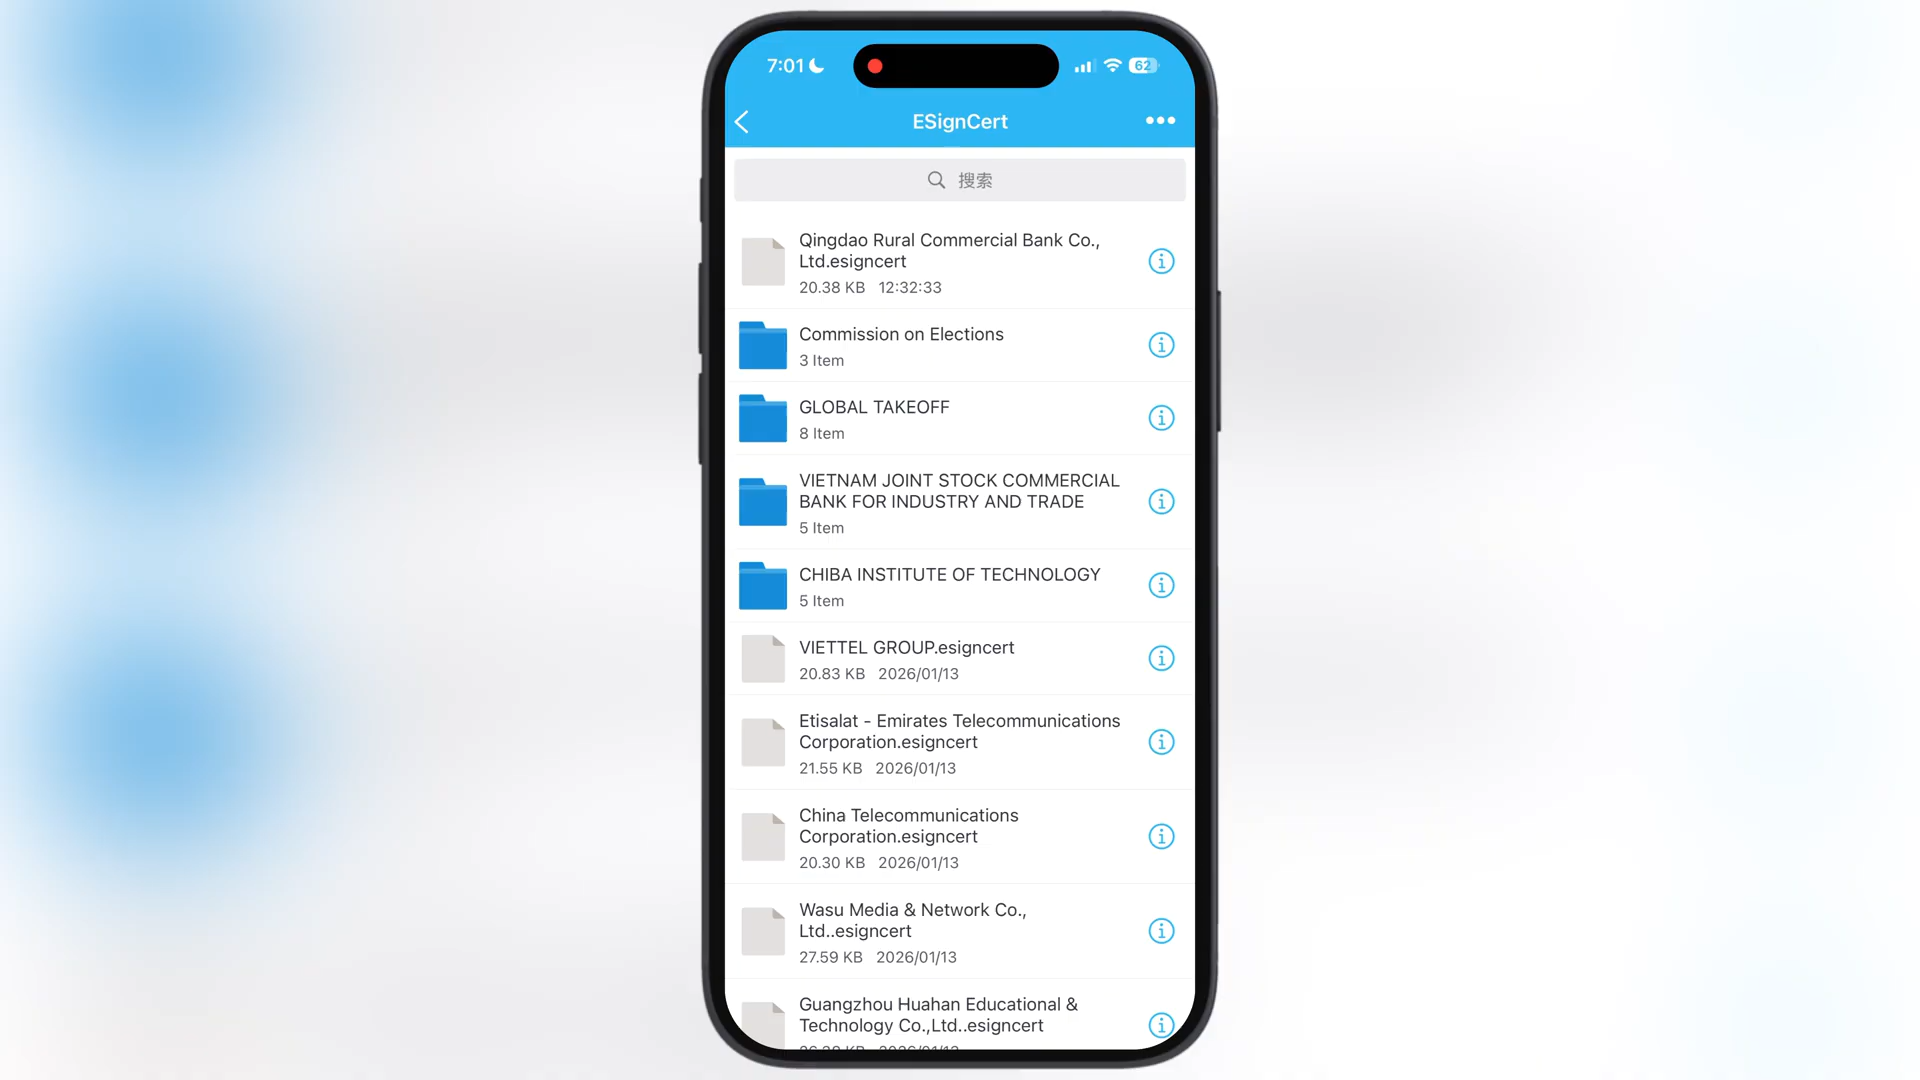 7:01
62
ESignCert
搜索
Qingdao Rural Commercial Bank Co.,
Ltd.esigncert
20.38 KB 12:32:33
Commission on Elections
3 Item
GLOBAL TAKEOFF
8 Item
VIETNAM JOINT STOCK COMMERCIAL
BANK FOR INDUSTRY AND TRADE
5 Item
CHIBA INSTITUTE OF TECHNOLOGY
5 Item
VIETTEL GROUP.esigncert
20.83 KB 2026/01/13
Etisalat - Emirates Telecommunications
Corporation.esigncert
21.55 KB 2026/01/13
China Telecommunications
Corporation.esigncert
20.30 KB 2026/01/13
Wasu Media & Network Co.,
Ltd..esigncert
27.59 KB 2026/01/13
Guangzhou Huahan Educational &
Technology Co.,Ltd..esigncert